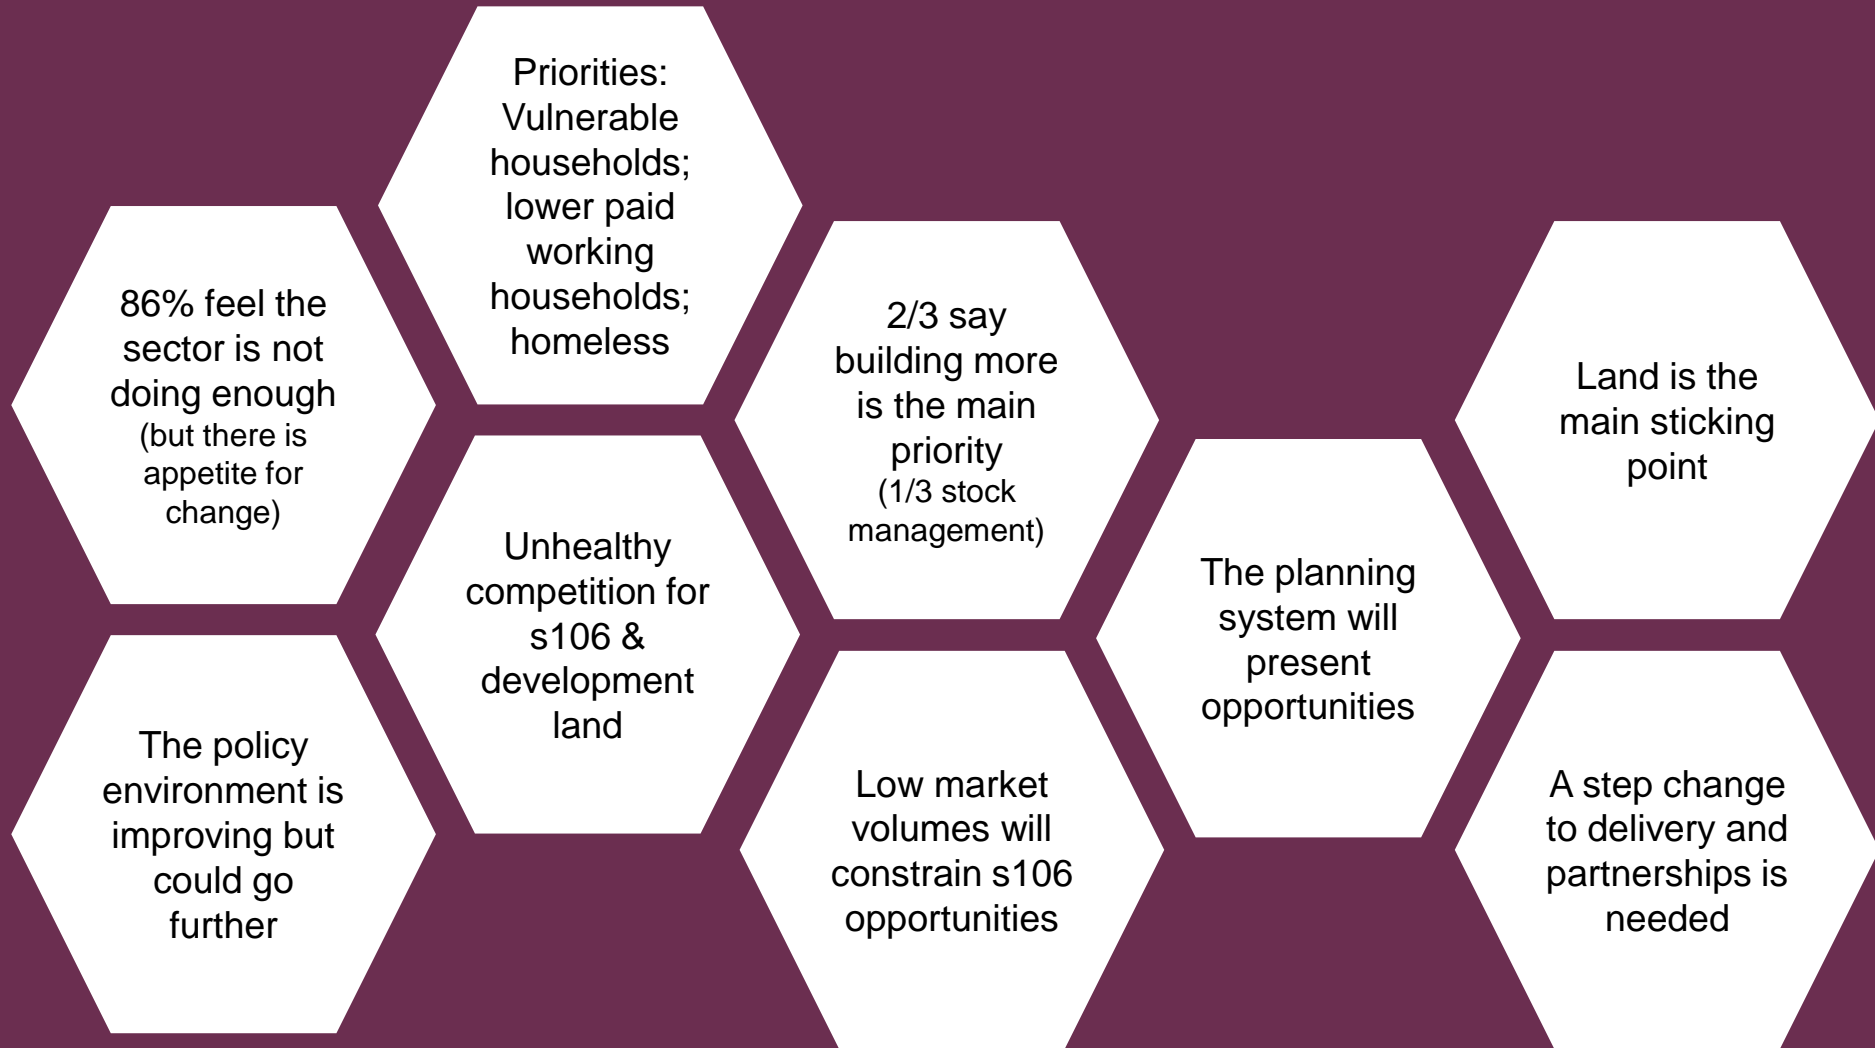 Priorities:
Vulnerable
households;
lower paid
working
households;
homeless
86% feel the
sector is not
doing enough
(but there is
appetite for
change)
2/3 say
building more
is the main
priority
(1/3 stock
management)
Land is the
main sticking
point
Unhealthy
competition for
s106 &
development
land
The planning
system will
present
opportunities
The policy
environment is
improving but
could go
further
Low market
volumes will
constrain s106
opportunities
A step change
to delivery and
partnerships is
needed